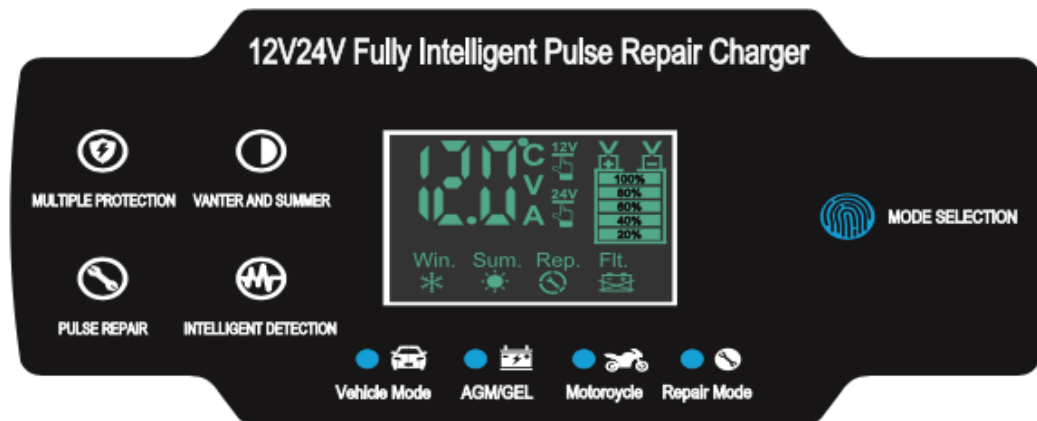 12V24V Fully Intelligent Pulse Repair Charger
MULTIPLE PROTECTION
VANTER AND SUMMER
PULSE REPAIR
INTELLIGENT DETECTION
12.0
°C
V
A
12V
24V
+
-
100%
80%
60%
40%
20%
Win.
Sum.
Rep.
Flt.
MODE SELECTION
Vehicle Mode
AGM/GEL
Motoroycle
Repair Mode